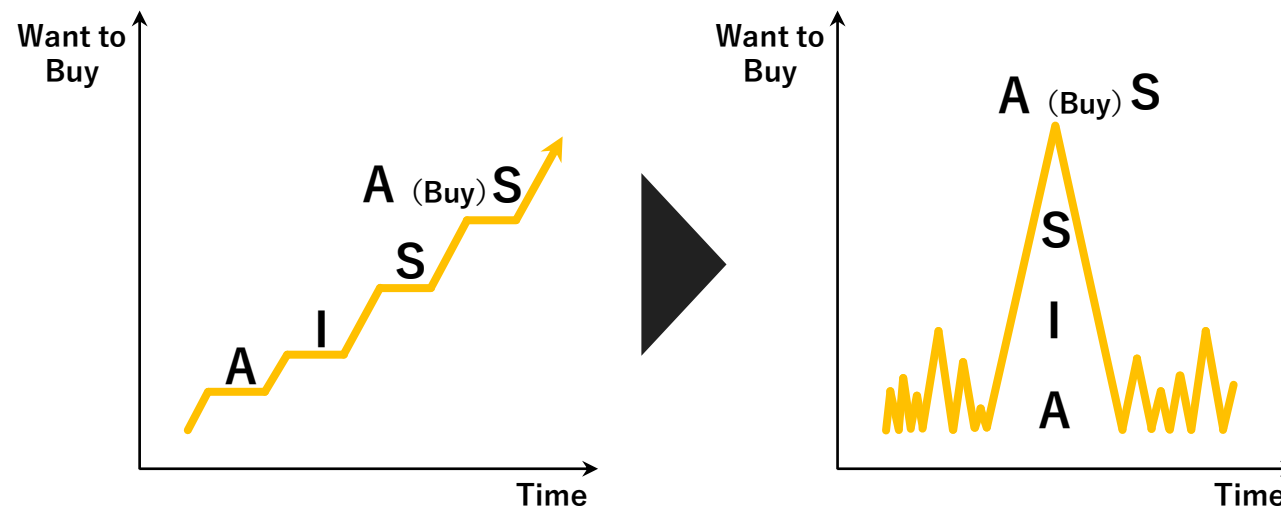 Want to
Buy
A （Buy）S
S
I
A
Time
Want to
Buy
A （Buy）S
S
I
A
Time